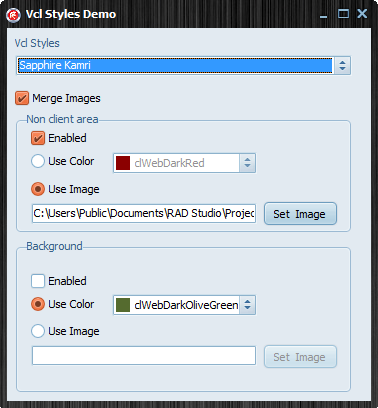 Vcl Styles Demo
Vcl Styles
Sapphire Kamri
Merge Images
Non client area
Enabled
Use Color clWebDarkRed
Use Image
C:\Users\Public\Documents\RAD Studio\Projec Set Image
Background
Enabled
Use Color clWebDarkOliveGreen
Use Image
Set Image